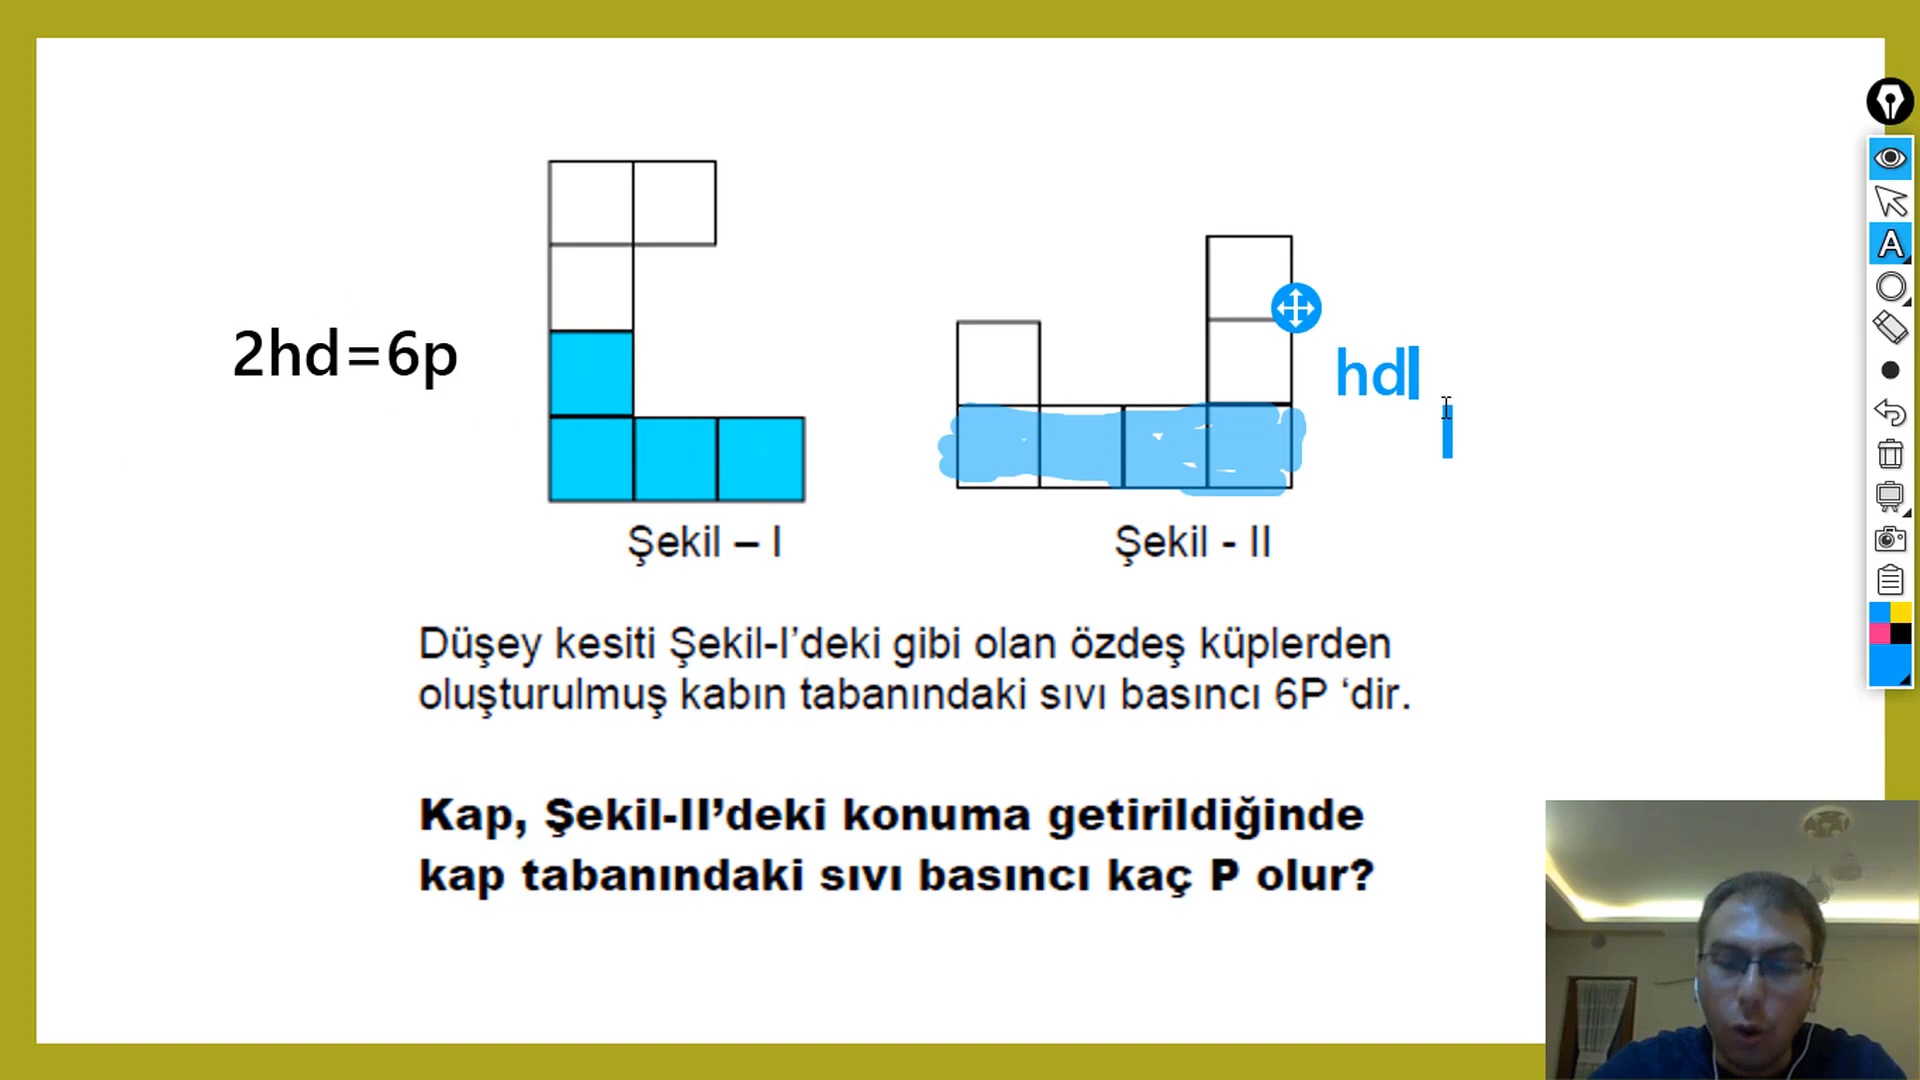 2hd=6p
hd
Şekil – I
Şekil - II
Düşey kesiti Şekil-I’deki gibi olan özdeş küplerden
oluşturulmuş kabın tabanındaki sıvı basıncı 6P ‘dir.
Kap, Şekil-II’deki konuma getirildiğinde
kap tabanındaki sıvı basıncı kaç P olur?
A